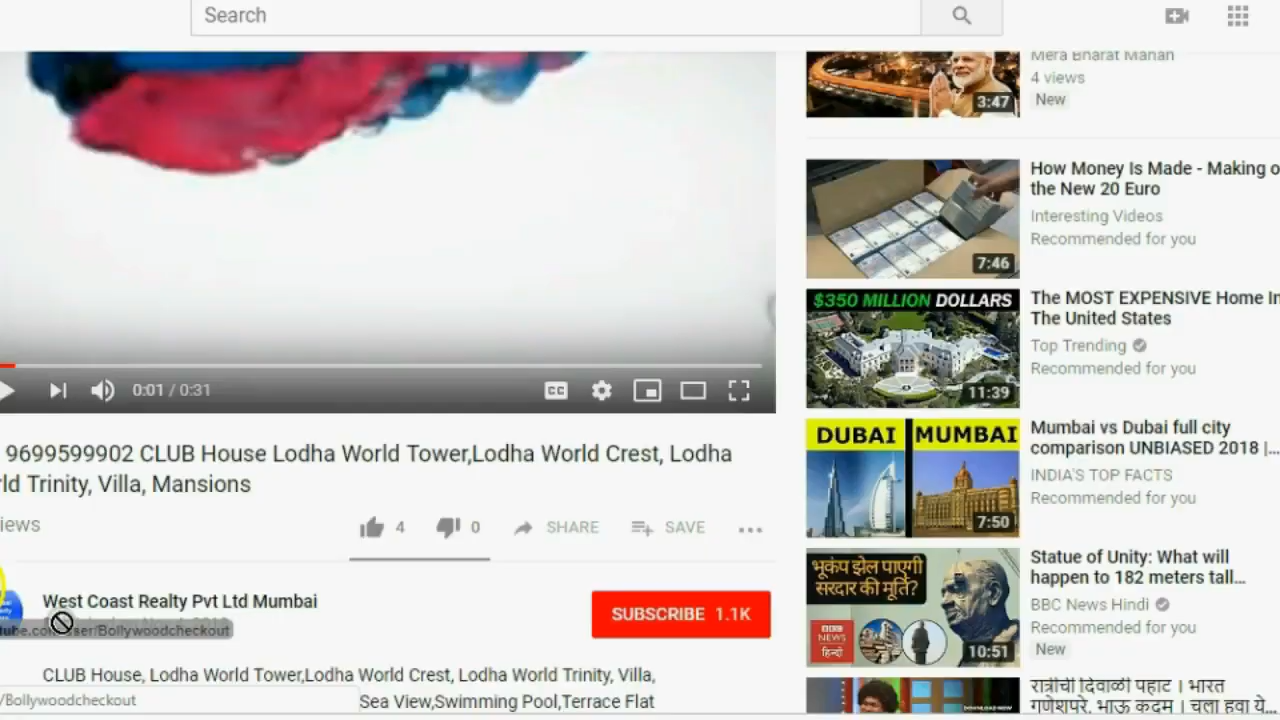 Search
Mera Bharat Mahan
4 views
New
3:47
How Money Is Made - Making o
the New 20 Euro
Interesting Videos
Recommended for you
7:46
$350 MILLION DOLLARS
The MOST EXPENSIVE Home In
The United States
Top Trending
Recommended for you
11:39
0:01 / 0:31
CC
DUBAI MUMBAI
Mumbai vs Dubai full city
comparison UNBIASED 2018 |...
INDIA'S TOP FACTS
Recommended for you
7:50
9699599902 CLUB House Lodha World Tower,Lodha World Crest, Lodha
rld Trinity, Villa, Mansions
iews
4
0
SHARE
SAVE
भूकंप झेल पाएगी
सरदार की मूर्ति?
BBC
NEWS
हिन्दी
10:51
Statue of Unity: What will
happen to 182 meters tall...
BBC News Hindi
Recommended for you
New
West Coast Realty Pvt Ltd Mumbai
SUBSCRIBE 1.1K
tube.com/user/Bollywoodcheckout
CLUB House, Lodha World Tower,Lodha World Crest, Lodha World Trinity, Villa,
Sea View,Swimming Pool,Terrace Flat
/Bollywoodcheckout
रात्रीची दिवाळी पहाट । भारत
गणेशपुरे, भाऊ कदम । चला हवा ये...